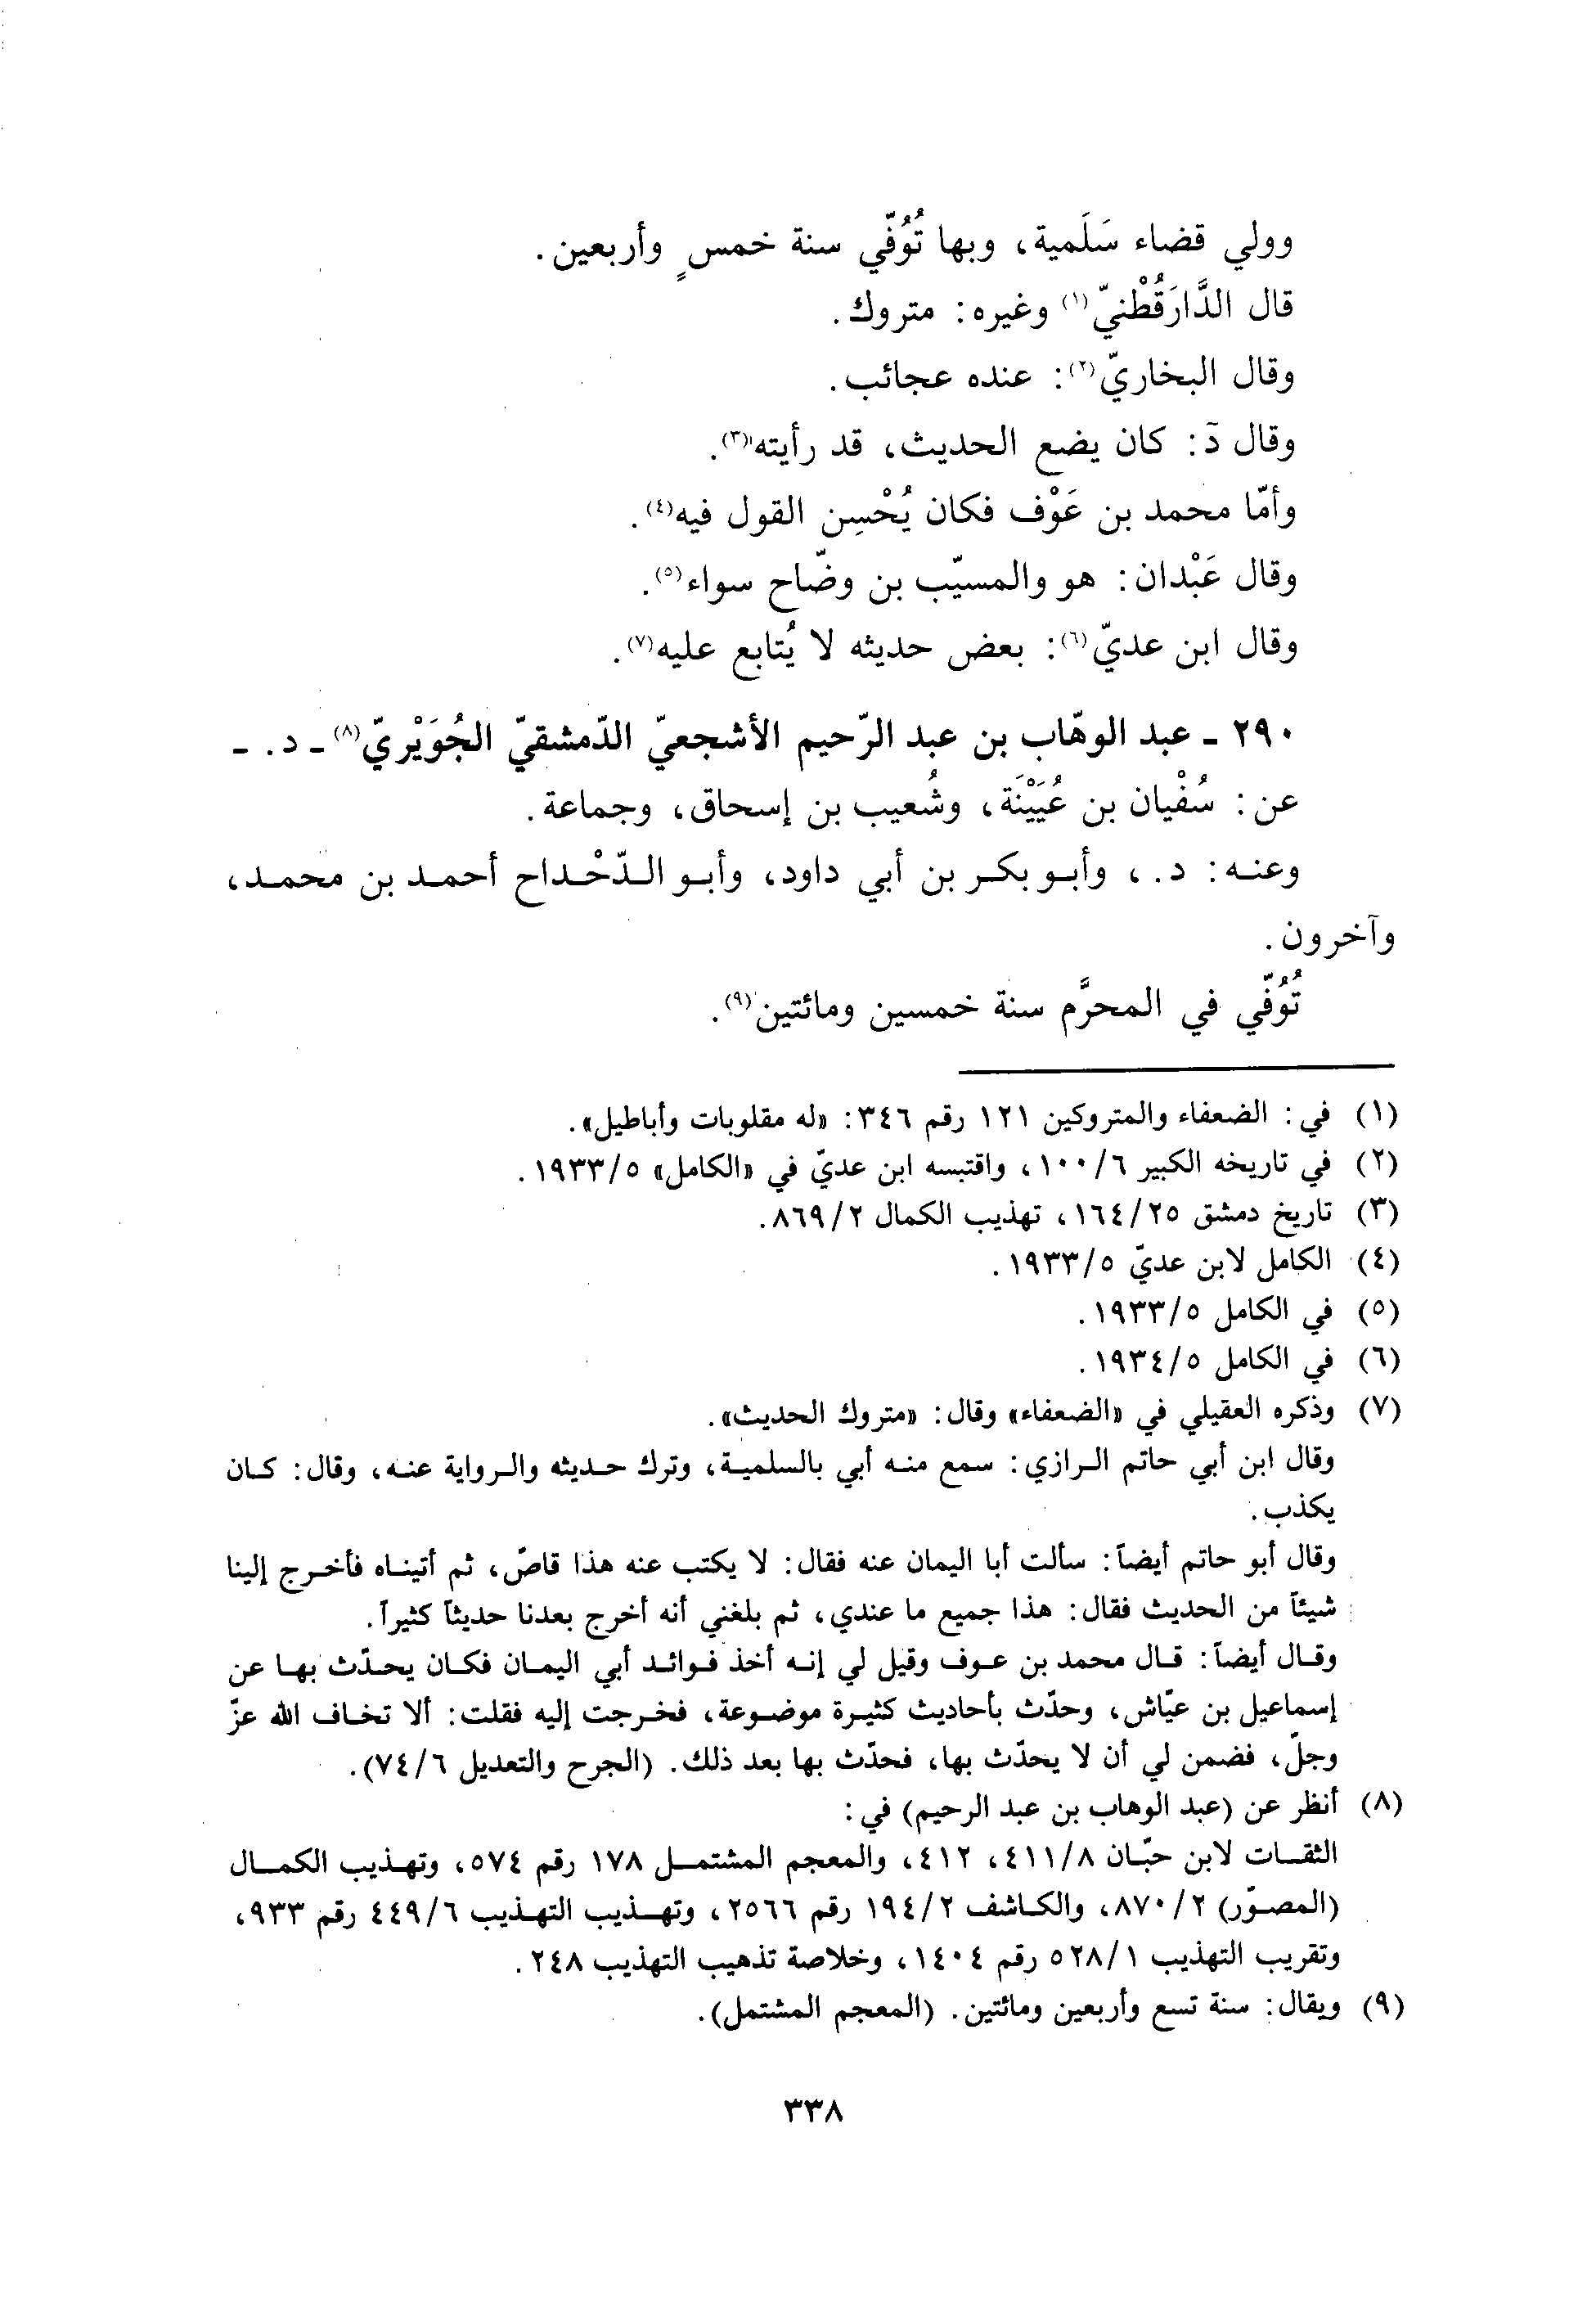 وولي قضاء سَلَمية، وبها تُوُفّي سنة خمسٍ وأربعين.
قال الدَّارَقُطْنيّ(١) وغيره: متروك.
وقال البخاريّ(٢): عنده عجائب.
وقال دَ: كان يضع الحديث، قد رأيته(٣).
وأمّا محمد بن عَوْف فكان يُحْسِن القول فيه(٤).
وقال عَبْدان: هو والمسيّب بن وضّاح سواء(٥).
وقال ابن عديّ(٦): بعض حديثه لا يُتابع عليه(٧).
٢٩٠ - عبد الوهّاب بن عبد الرّحيم الأشجعيّ الدّمشقيّ الجُوَيْريّ(٨) - د. -
عن: سُفْيان بن عُيَيْنَة، وشُعيب بن إسحاق، وجماعة.
وعنه: د.، وأبو بكر بن أبي داود، وأبو الدّحْداح أحمد بن محمد،
وآخرون.
تُوُفّي في المحرَّم سنة خمسين ومائتين(٩).
(١) في: الضعفاء والمتروكين ١٢١ رقم ٣٤٦: «له مقلوبات وأباطيل».
(٢) في تاريخه الكبير ٦/١٠٠، واقتبسه ابن عديّ في «الكامل» ٥/١٩٣٣.
(٣) تاريخ دمشق ٢٥/١٦٤، تهذيب الكمال ٢/٨٦٩.
(٤) الكامل لابن عديّ ٥/١٩٣٣.
(٥) في الكامل ٥/١٩٣٣.
(٦) في الكامل ٥/١٩٣٤.
(٧) وذكره العقيلي في «الضعفاء» وقال: «متروك الحديث».
وقال ابن أبي حاتم الرازي: سمع منه أبي بالسلمية، وترك حديثه والرواية عنه، وقال: كان
يكذب.
وقال أبو حاتم أيضاً: سألت أبا اليمان عنه فقال: لا يكتب عنه هذا قاصّ، ثم أتيناه فأخرج إلينا
شيئاً من الحديث فقال: هذا جميع ما عندي، ثم بلغني أنه أخرج بعدنا حديثاً كثيراً.
وقال أيضاً: قال محمد بن عوف وقيل لي إنه أخذ فوائد أبي اليمان فكان يحدّث بها عن
إسماعيل بن عيّاش، وحدّث بأحاديث كثيرة موضوعة، فخرجت إليه فقلت: ألا تخاف الله عزّ
وجلّ، فضمن لي أن لا يحدّث بها، فحدّث بها بعد ذلك. (الجرح والتعديل ٦/٧٤).
(٨) أنظر عن (عبد الوهاب بن عبد الرحيم) في:
الثقات لابن حبّان ٨/٤١١، ٤١٢، والمعجم المشتمل ١٧٨ رقم ٥٧٤، وتهذيب الكمال
(المصوّر) ٢/٨٧٠، والكاشف ٢/١٩٤ رقم ٢٥٦٦، وتهذيب التهذيب ٦/٤٤٩ رقم ٩٣٣،
وتقريب التهذيب ١/٥٢٨ رقم ١٤٠٤، وخلاصة تذهيب التهذيب ٢٤٨.
(٩) ويقال: سنة تسع وأربعين ومائتين. (المعجم المشتمل).
٣٣٨